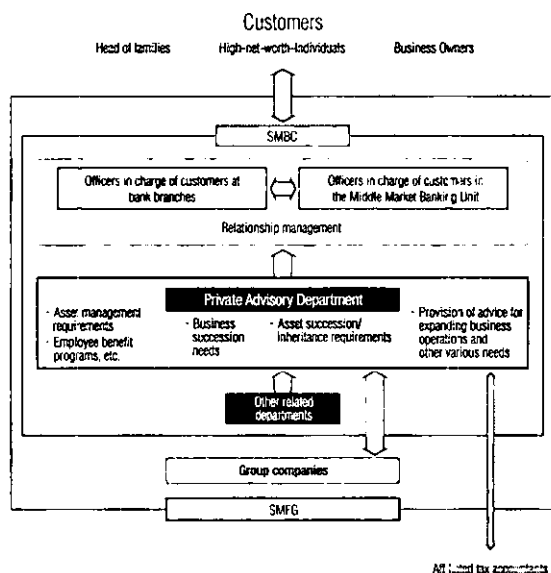 Customers
Head of families
High-net-worth-Individuals
Business Owners
SMBC
Officers in charge of customers at
bank branches
Officers in charge of customers in
the Middle Market Banking Unit
Relationship management
Private Advisory Department
· Asset management
requirements
· Employee benefit
programs, etc.
· Business
succession
needs
· Asset succession/
inheritance requirements
· Provision of advice for
expanding business
operations and
other various needs
Other related
departments
Group companies
SMFG
Affiliated tax accountants